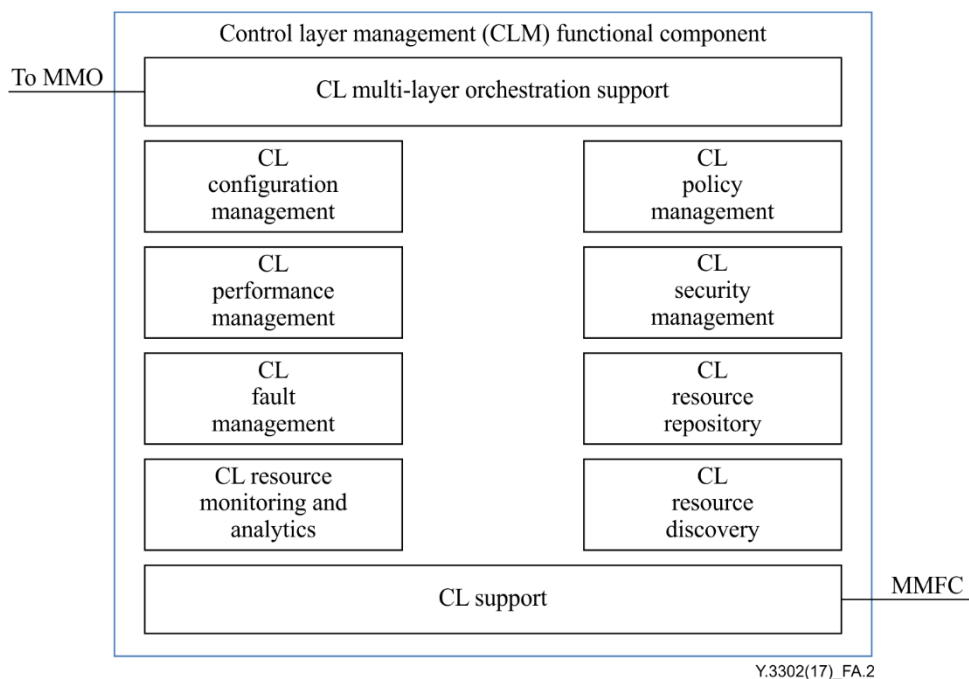 Control layer management (CLM) functional component
To MMO
CL multi-layer orchestration support
CL
configuration
management
CL
policy
management
CL
performance
management
CL
security
management
CL
fault
management
CL
resource
repository
CL resource
monitoring and
analytics
CL
resource
discovery
CL support
MMFC
Y.3302(17)_FA.2